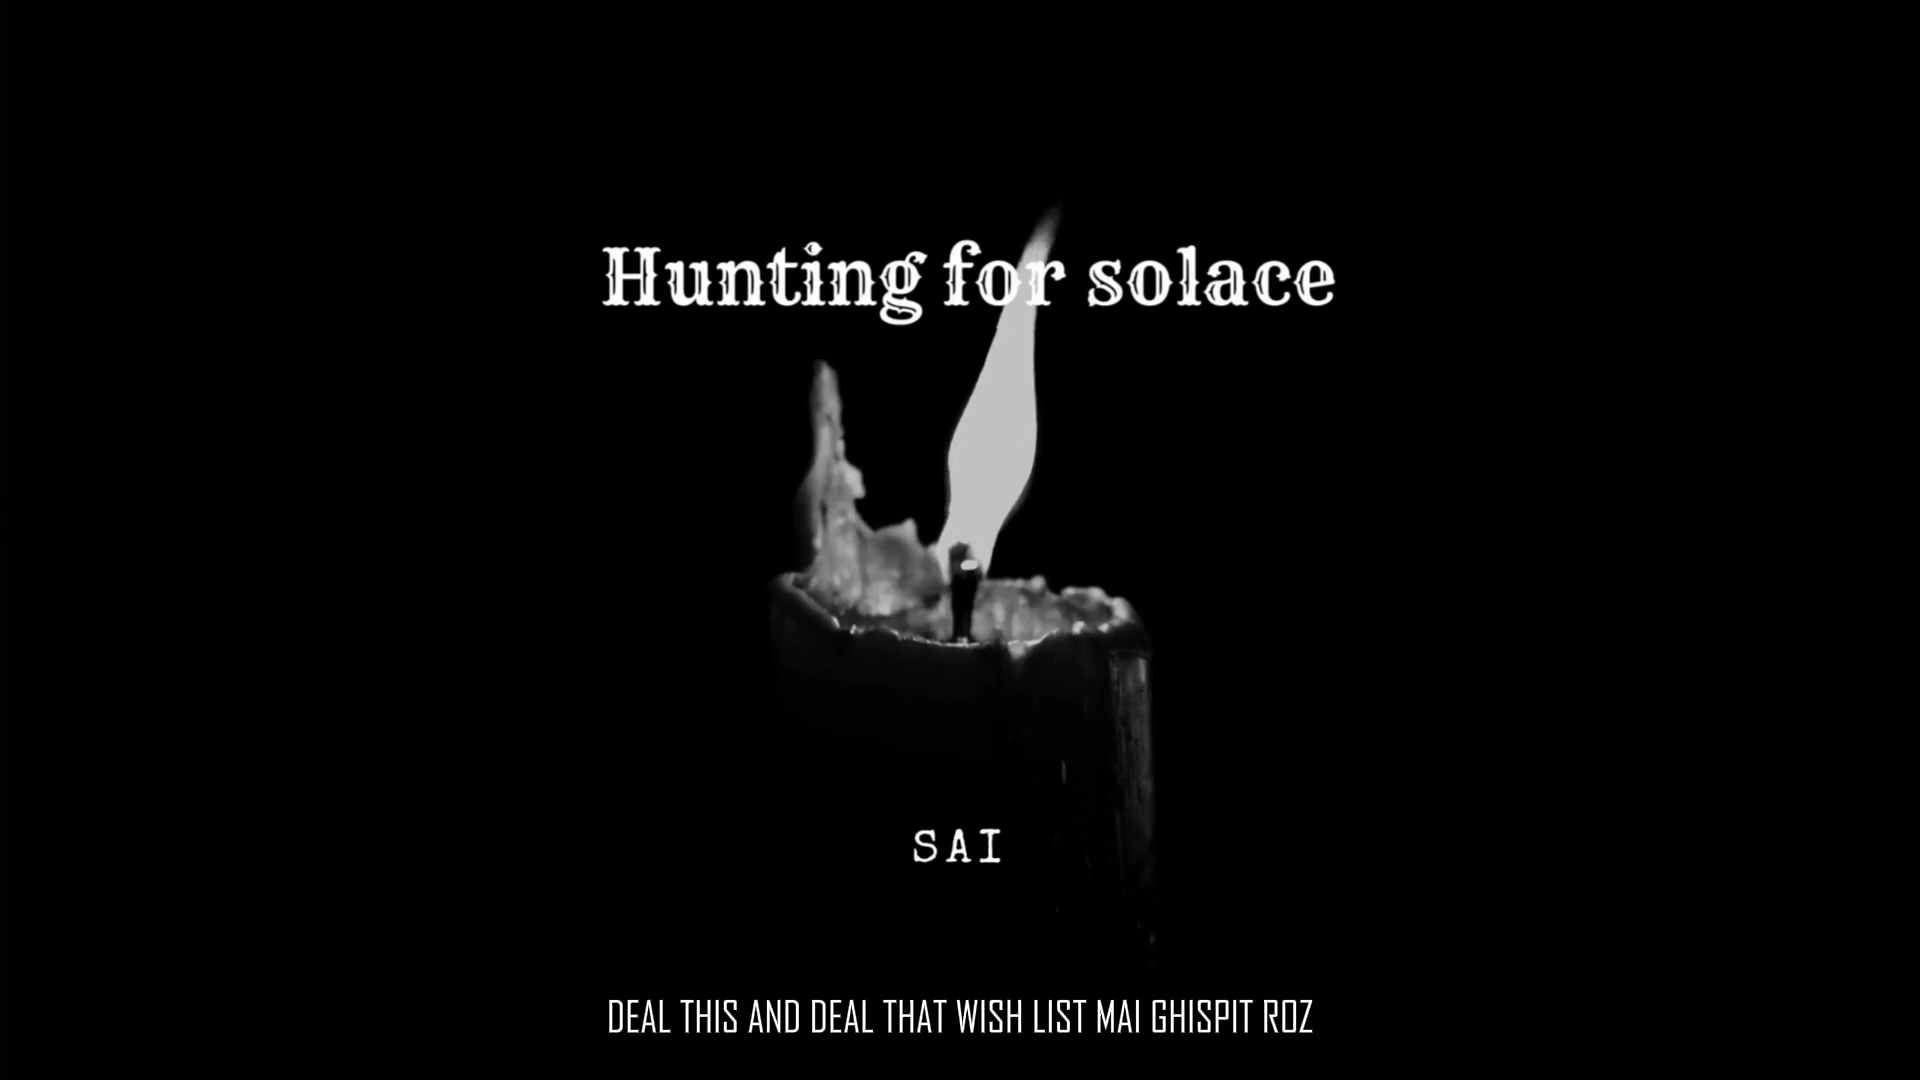 Hunting for solace
SAI
DEAL THIS AND DEAL THAT WISH LIST MAI GHISPIT ROZ